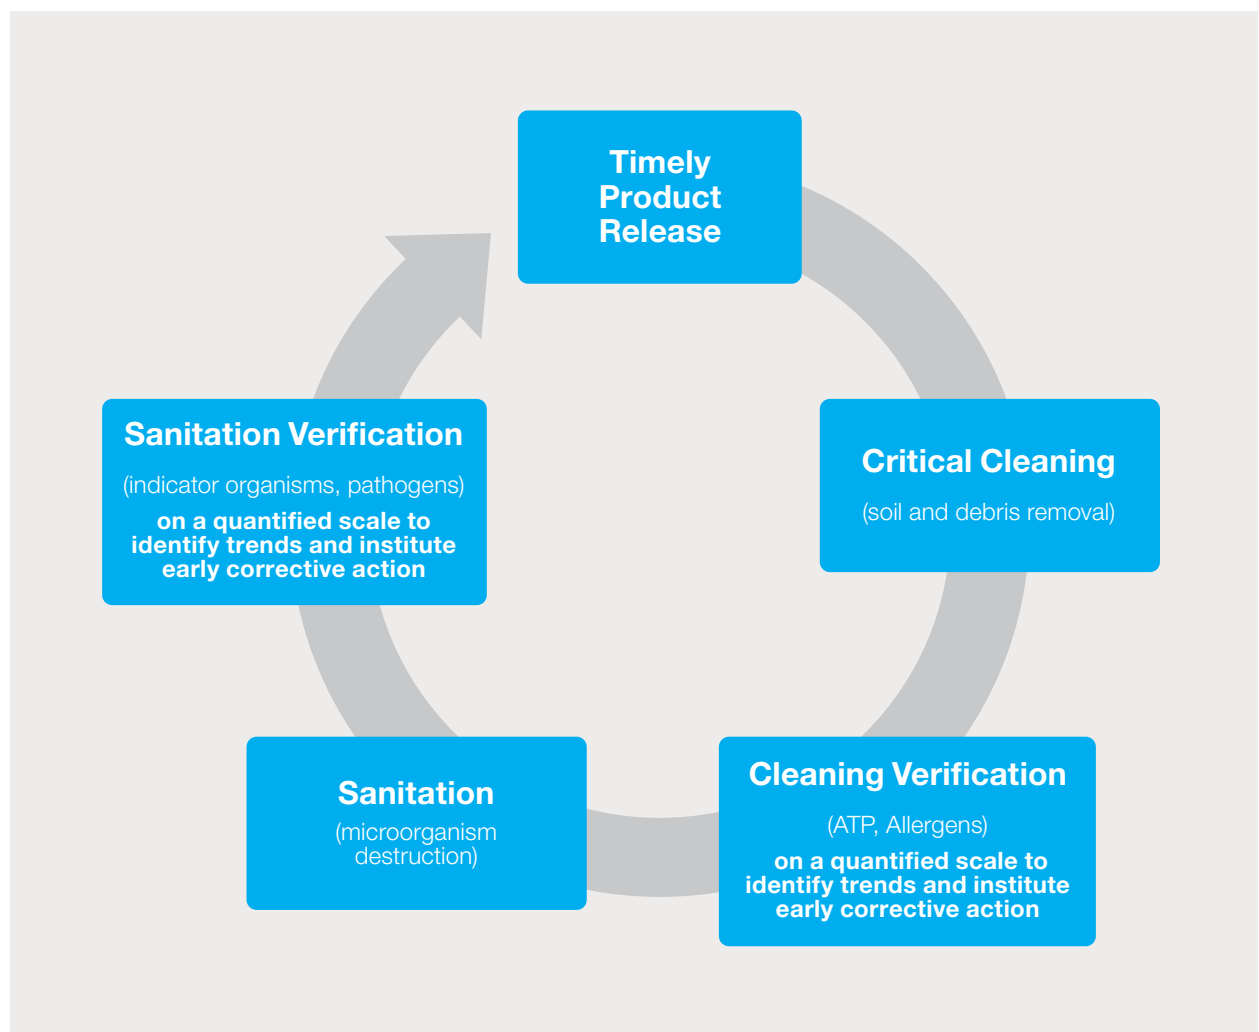 Timely
Product
Release
Critical Cleaning
(soil and debris removal)
Cleaning Verification
(ATP, Allergens)
on a quantified scale to
identify trends and institute
early corrective action
Sanitation
(microorganism
destruction)
Sanitation Verification
(indicator organisms, pathogens)
on a quantified scale to
identify trends and institute
early corrective action